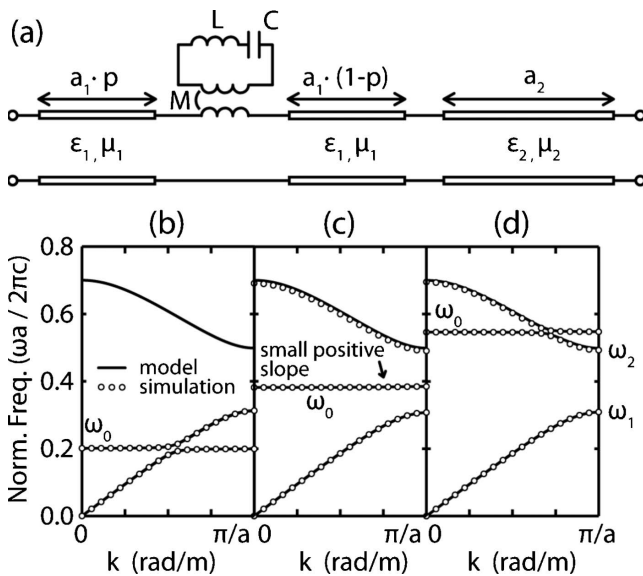 (a)
L
C
M
a₁· p
a₁· (1-p)
a₂
ε₁, μ₁
ε₁, μ₁
ε₂, μ₂
(b)
(c)
(d)
Norm. Freq. (ωa / 2πc)
0.8
0.6
0.4
0.2
0
model
simulation
ω₀
small positive
slope
ω₀
ω₀
ω₂
ω₁
0
π/a
0
π/a
0
π/a
k (rad/m)
k (rad/m)
k (rad/m)